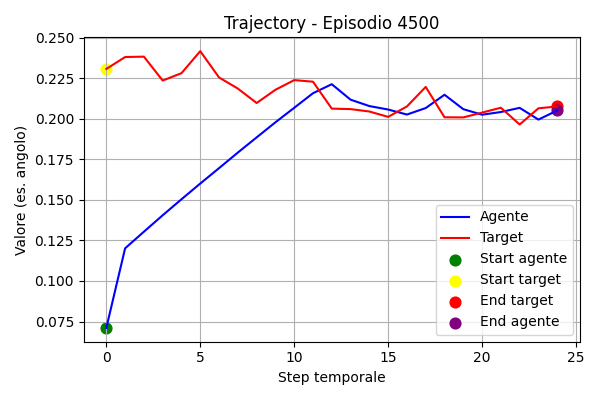 Trajectory - Episodio 4500
Valore (es. angolo)
0.250
0.225
0.200
0.175
0.150
0.125
0.100
0.075
0
5
10
15
20
25
Step temporale
Agente
Target
Start agente
Start target
End target
End agente